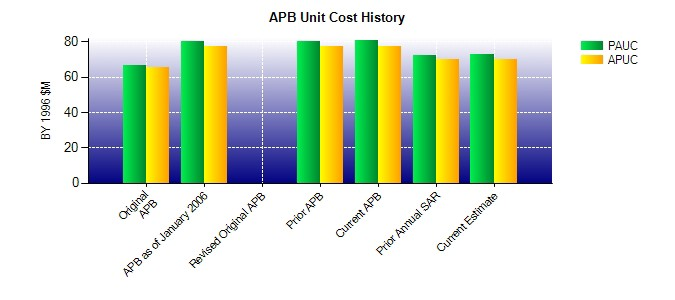 APB Unit Cost History
BY 1996 $M
80
60
40
20
0
Original
APB
APB as of January 2006
Revised Original APB
Prior APB
Current APB
Prior Annual SAR
Current Estimate
PAUC
APUC